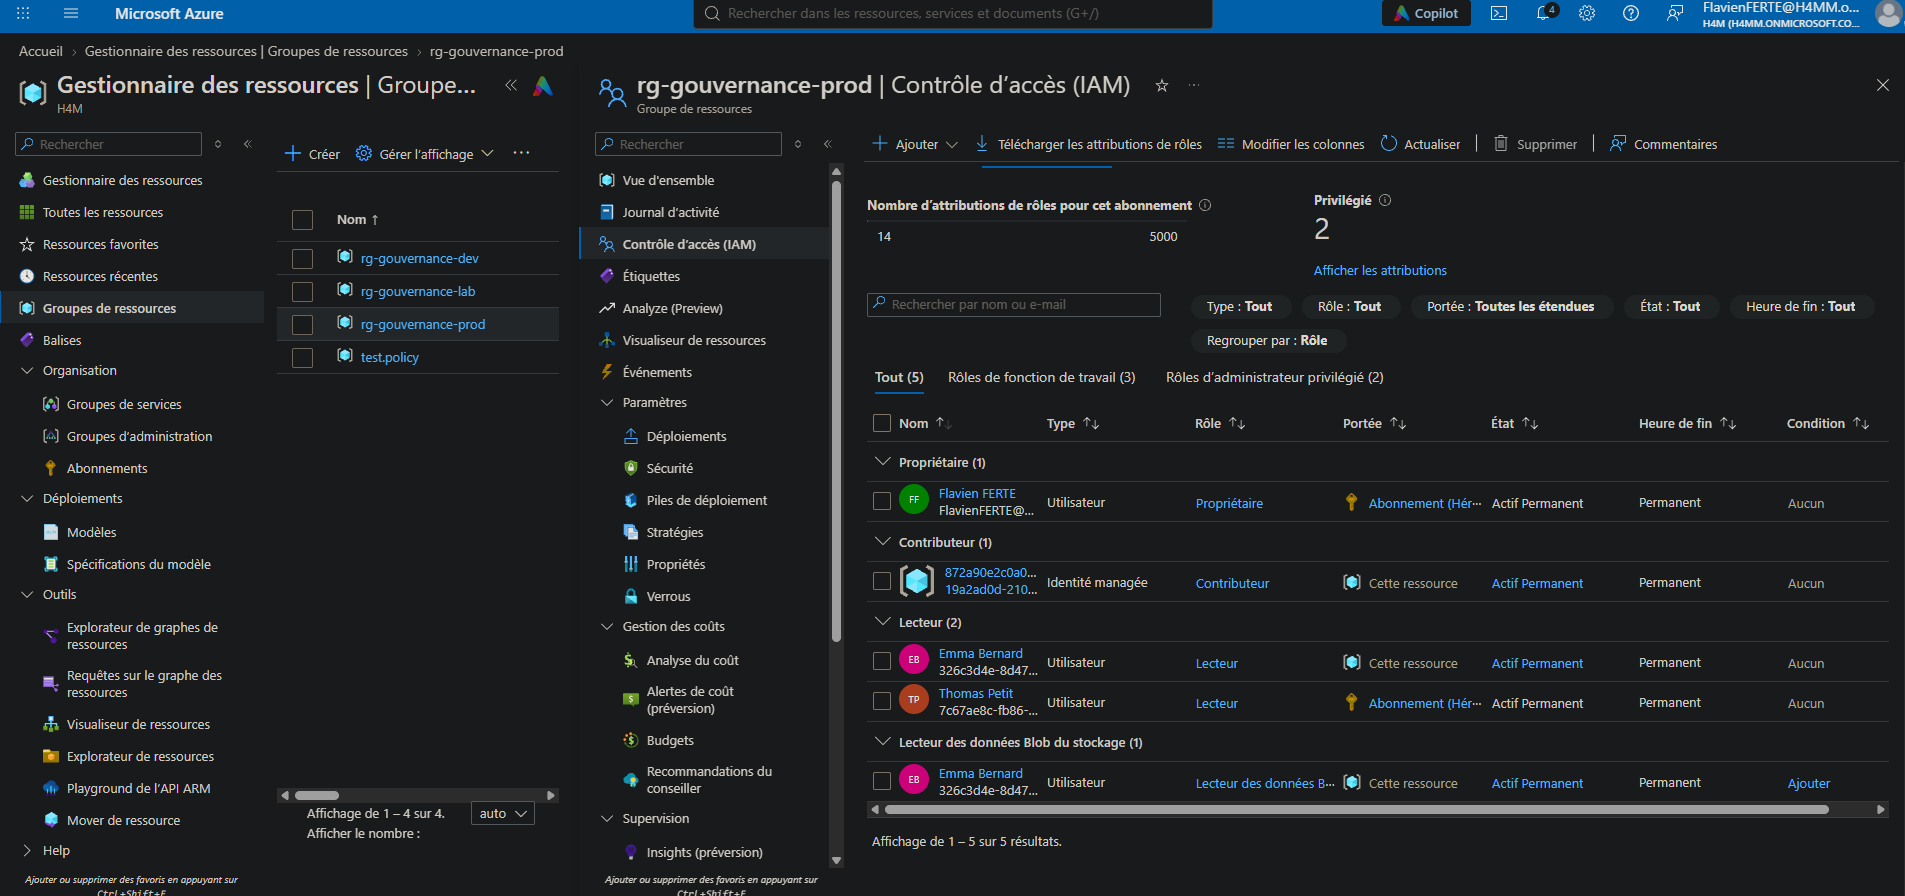 Microsoft Azure
Rechercher dans les ressources, services et documents (G+/)
Copilot
4
FlavienFERTE@H4MM.o...
H4M (H4MM.ONMICROSOFT.CO...
Accueil > Gestionnaire des ressources | Groupes de ressources > rg-gouvernance-prod
Gestionnaire des ressources | Groupe...
H4M
Rechercher
Gestionnaire des ressources
Toutes les ressources
Ressources favorites
Ressources récentes
Groupes de ressources
Balises
Organisation
Groupes de services
Groupes d'administration
Abonnements
Déploiements
Modèles
Spécifications du modèle
Outils
Explorateur de graphes de
ressources
Requêtes sur le graphe des
ressources
Visualiseur de ressources
Explorateur de ressources
Playground de l'API ARM
Mover de ressource
Help
Ajouter ou supprimer des favoris en appuyant sur
Ctrl+Shift+F
Créer
Gérer l'affichage
Nom ↑
rg-gouvernance-dev
rg-gouvernance-lab
rg-gouvernance-prod
test.policy
Affichage de 1 – 4 sur 4.
Afficher le nombre :
auto
rg-gouvernance-prod | Contrôle d'accès (IAM)
Groupe de ressources
Rechercher
Vue d'ensemble
Journal d'activité
Contrôle d'accès (IAM)
Étiquettes
Analyze (Preview)
Visualiseur de ressources
Événements
Paramètres
Déploiements
Sécurité
Piles de déploiement
Stratégies
Propriétés
Verrous
Gestion des coûts
Analyse du coût
Alertes de coût
(préversion)
Budgets
Recommandations du
conseiller
Supervision
Insights (préversion)
Ajouter ou supprimer des favoris en appuyant sur
Ctrl+Shift+F
Ajouter
Télécharger les attributions de rôles
Modifier les colonnes
Actualiser
Supprimer
Commentaires
Nombre d'attributions de rôles pour cet abonnement
14 5000
Privilégié
2
Afficher les attributions
Rechercher par nom ou e-mail
Type : Tout
Rôle : Tout
Portée : Toutes les étendues
État : Tout
Heure de fin : Tout
Regrouper par : Rôle
Tout (5) Rôles de fonction de travail (3) Rôles d'administrateur privilégié (2)
Nom ↑↓ Type ↑↓ Rôle ↑↓ Portée ↑↓ État ↑↓ Heure de fin ↑↓ Condition ↑↓
Propriétaire (1)
FF Flavien FERTE
FlavienFERTE@... Utilisateur Propriétaire Abonnement (Hér··· Actif Permanent Permanent Aucun
Contributeur (1)
872a90e2c0a0...
19a2ad0d-210... Identité managée Contributeur Cette ressource Actif Permanent Permanent Aucun
Lecteur (2)
EB Emma Bernard
326c3d4e-8d47... Utilisateur Lecteur Cette ressource Actif Permanent Permanent Aucun
TP Thomas Petit
7c67ae8c-fb86-... Utilisateur Lecteur Abonnement (Hér··· Actif Permanent Permanent Aucun
Lecteur des données Blob du stockage (1)
EB Emma Bernard
326c3d4e-8d47... Utilisateur Lecteur des données B··· Cette ressource Actif Permanent Permanent Ajouter
Affichage de 1 – 5 sur 5 résultats.